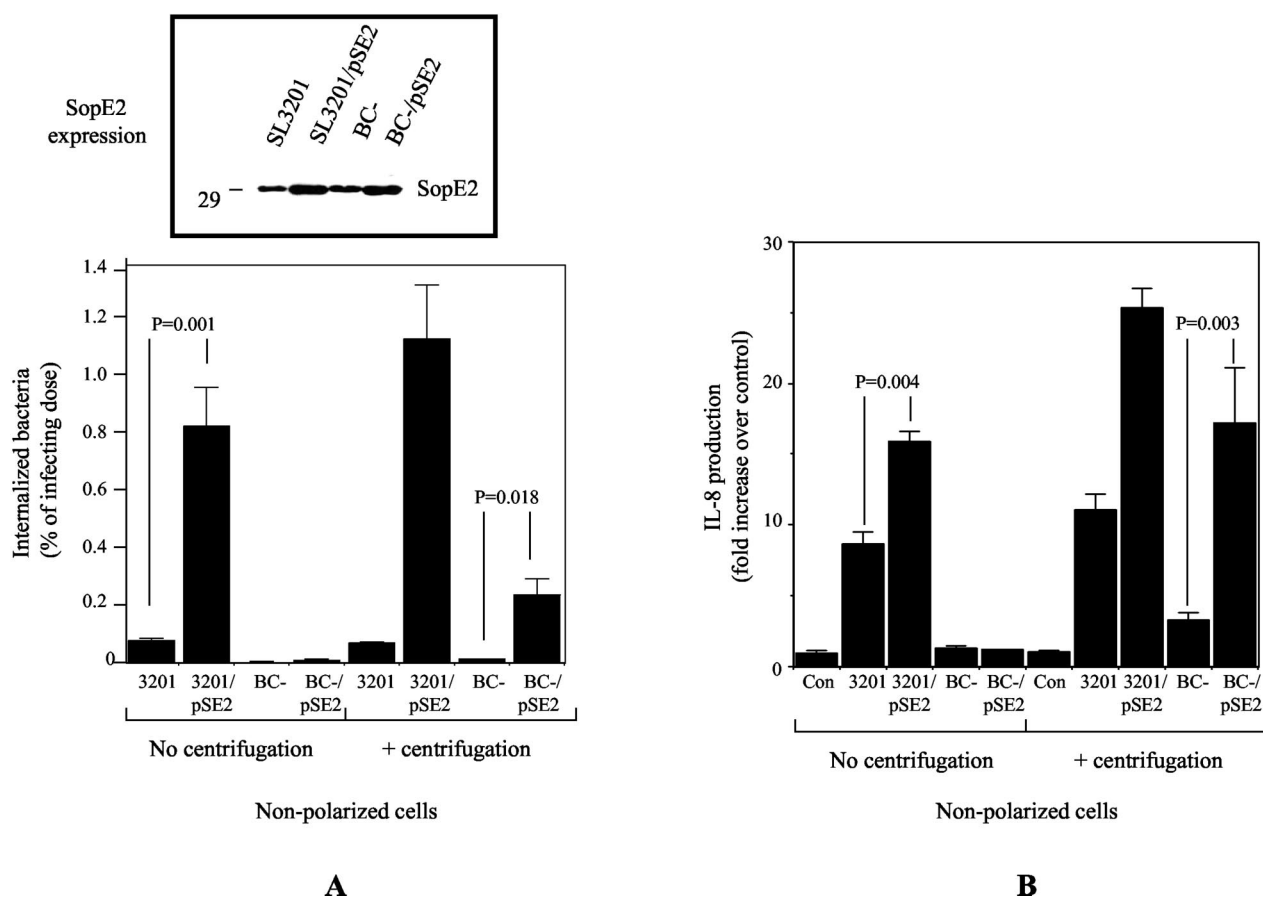 SopE2
expression
SL3201
SL3201/pSE2
BC-
BC-/pSE2
29
SopE2
Internalized bacteria
(% of infecting dose)
1.4
1.2
1.0
0.8
0.6
0.4
0.2
0
P=0.001
P=0.018
3201
3201/
pSE2
BC-
BC-/
pSE2
3201
3201/
pSE2
BC-
BC-/
pSE2
No centrifugation
+ centrifugation
Non-polarized cells
A
IL-8 production
(fold increase over control)
30
20
10
0
P=0.004
P=0.003
Con
3201
3201/
pSE2
BC-
BC-/
pSE2
Con
3201
3201/
pSE2
BC-
BC-/
pSE2
No centrifugation
+ centrifugation
Non-polarized cells
B